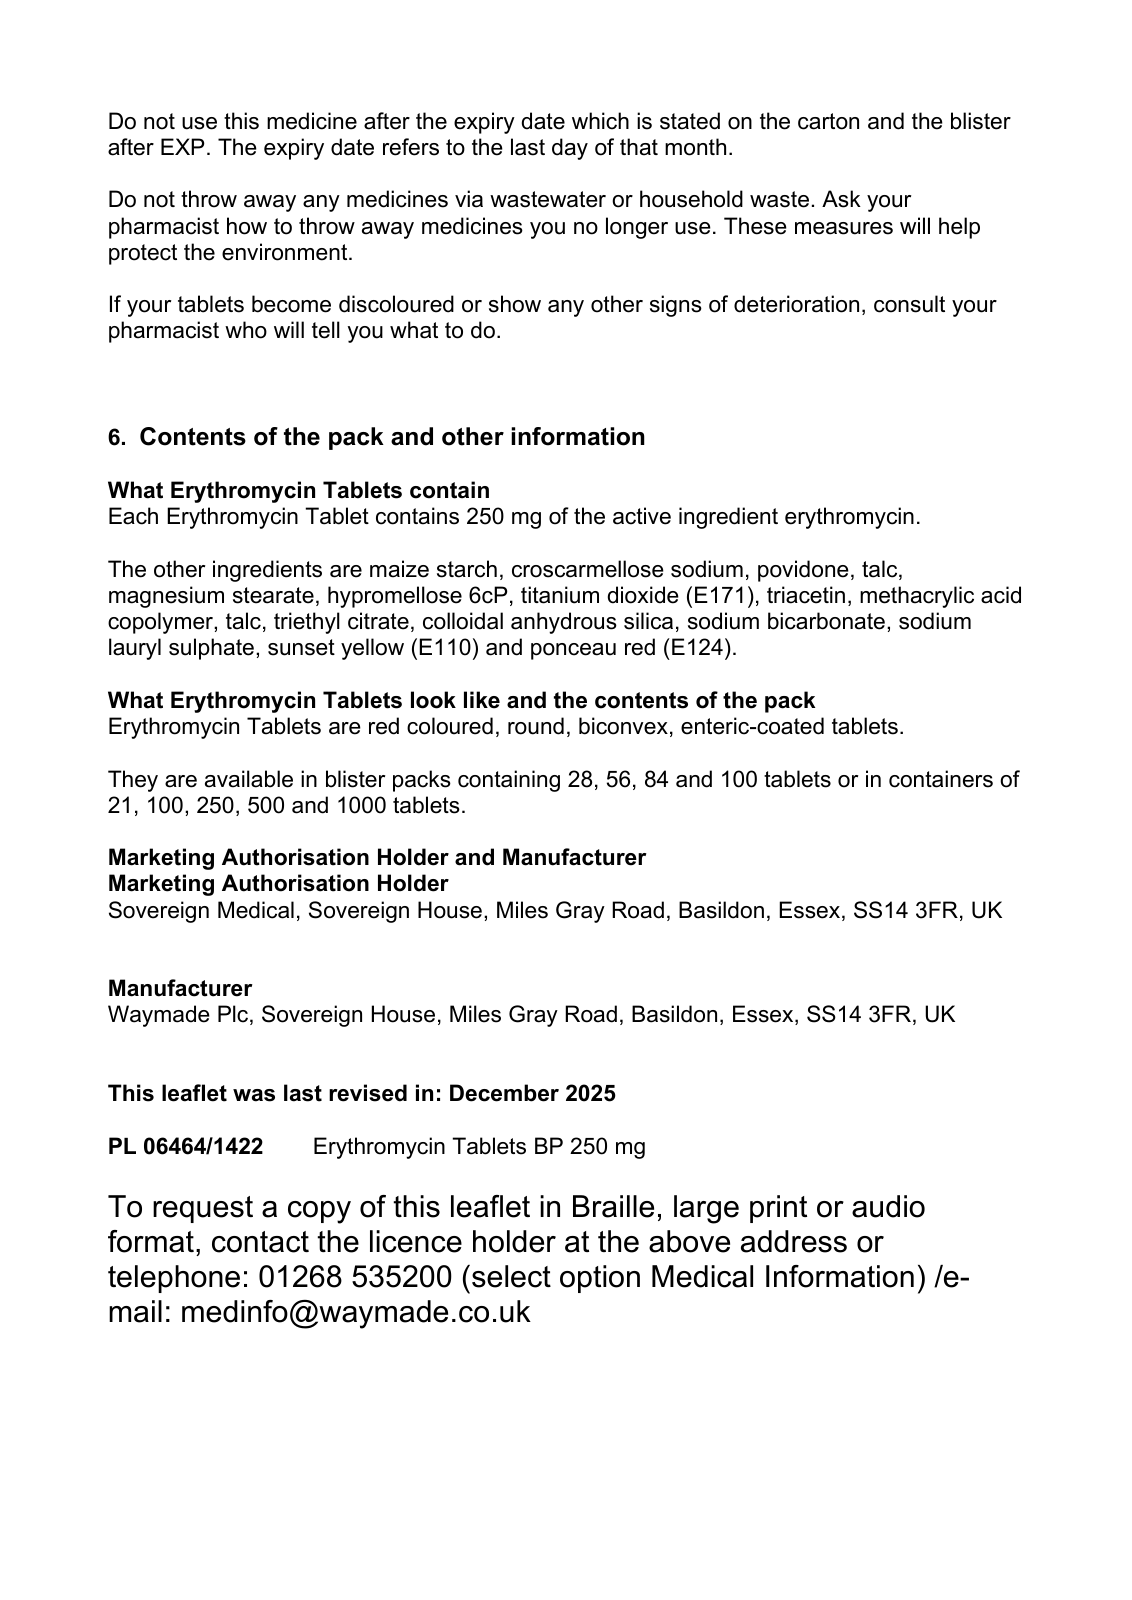 Do not use this medicine after the expiry date which is stated on the carton and the blister
after EXP. The expiry date refers to the last day of that month.
Do not throw away any medicines via wastewater or household waste. Ask your
pharmacist how to throw away medicines you no longer use. These measures will help
protect the environment.
If your tablets become discoloured or show any other signs of deterioration, consult your
pharmacist who will tell you what to do.
6. Contents of the pack and other information
What Erythromycin Tablets contain
Each Erythromycin Tablet contains 250 mg of the active ingredient erythromycin.
The other ingredients are maize starch, croscarmellose sodium, povidone, talc,
magnesium stearate, hypromellose 6cP, titanium dioxide (E171), triacetin, methacrylic acid
copolymer, talc, triethyl citrate, colloidal anhydrous silica, sodium bicarbonate, sodium
lauryl sulphate, sunset yellow (E110) and ponceau red (E124).
What Erythromycin Tablets look like and the contents of the pack
Erythromycin Tablets are red coloured, round, biconvex, enteric-coated tablets.
They are available in blister packs containing 28, 56, 84 and 100 tablets or in containers of
21, 100, 250, 500 and 1000 tablets.
Marketing Authorisation Holder and Manufacturer
Marketing Authorisation Holder
Sovereign Medical, Sovereign House, Miles Gray Road, Basildon, Essex, SS14 3FR, UK
Manufacturer
Waymade Plc, Sovereign House, Miles Gray Road, Basildon, Essex, SS14 3FR, UK
This leaflet was last revised in: December 2025
PL 06464/1422 Erythromycin Tablets BP 250 mg
To request a copy of this leaflet in Braille, large print or audio
format, contact the licence holder at the above address or
telephone: 01268 535200 (select option Medical Information) /e-
mail: medinfo@waymade.co.uk